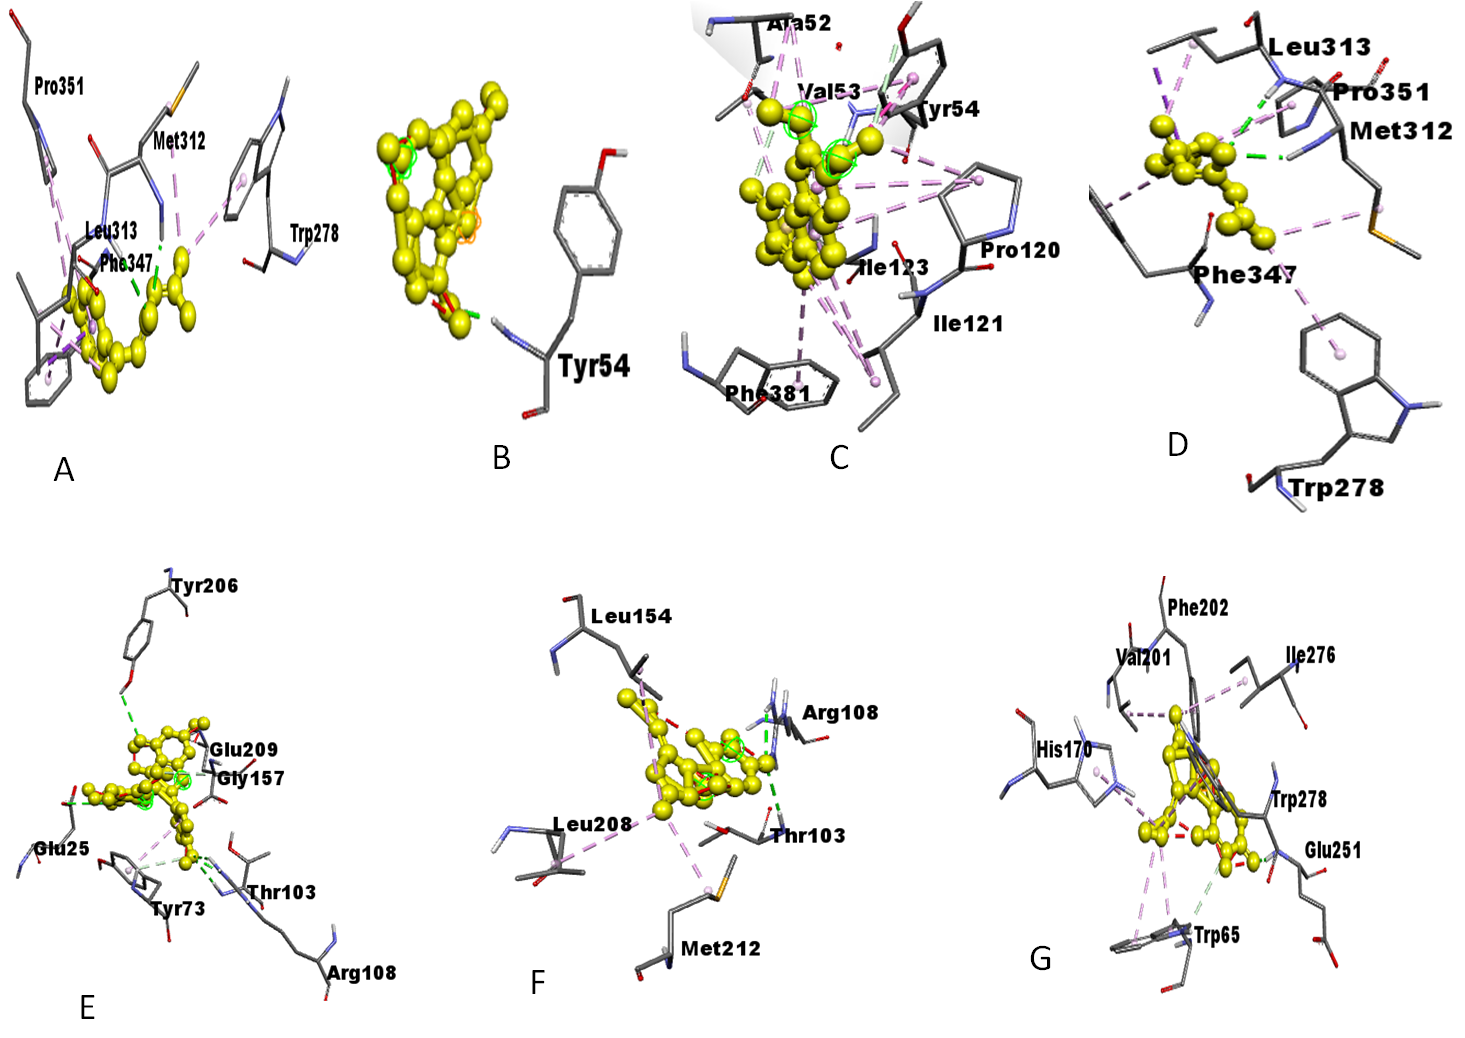 Pro351
Met312
Leu313
Phe347
Trp278
A
Tyr54
B
Ala52
Val53
Tyr54
Pro120
Ile123
Ile121
Phe381
C
Leu313
Pro351
Met312
Phe347
Trp278
D
Tyr206
Glu209
Gly157
Glu25
Tyr73
Thr103
Arg108
E
Leu154
Arg108
Leu208
Thr103
Met212
F
Phe202
Val201
Ile276
His170
Trp278
Glu251
Trp65
G